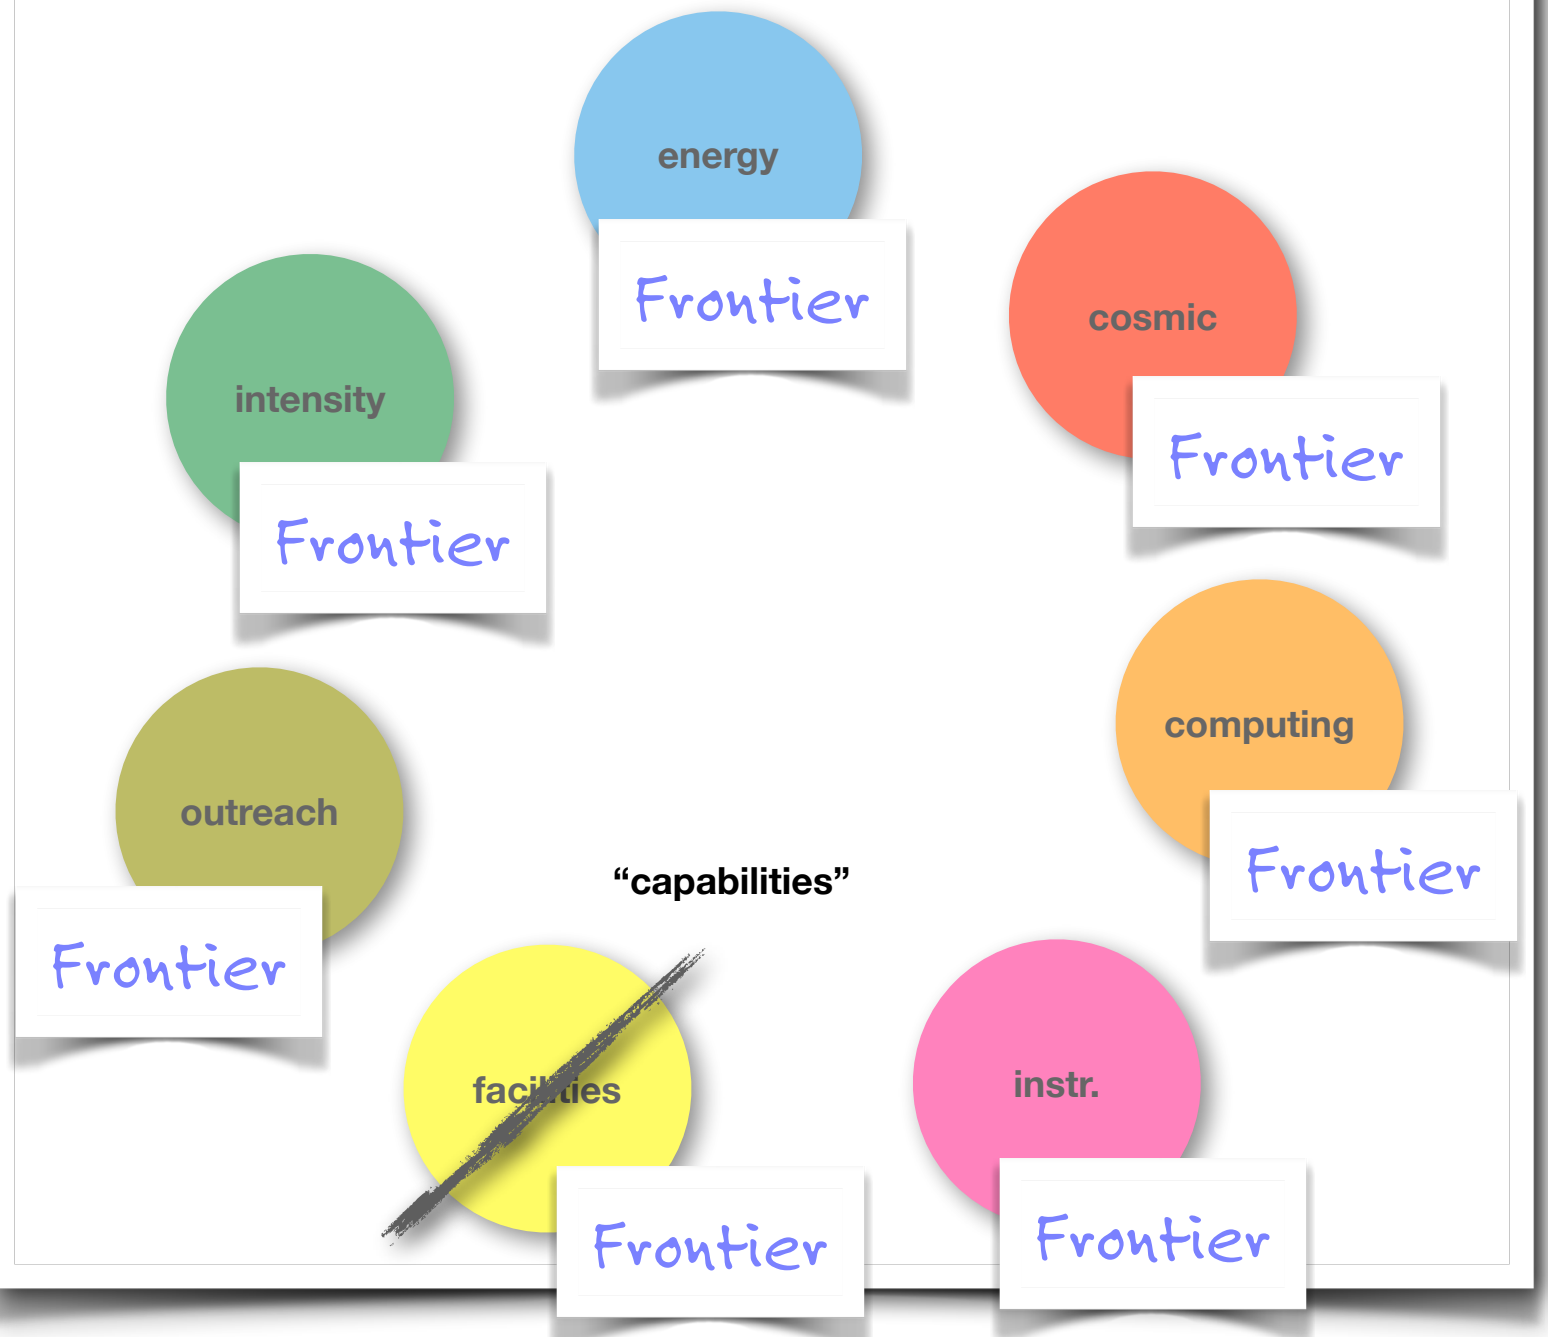 energy
Frontier
cosmic
Frontier
intensity
Frontier
computing
Frontier
outreach
Frontier
“capabilities”
facilities
Frontier
instr.
Frontier